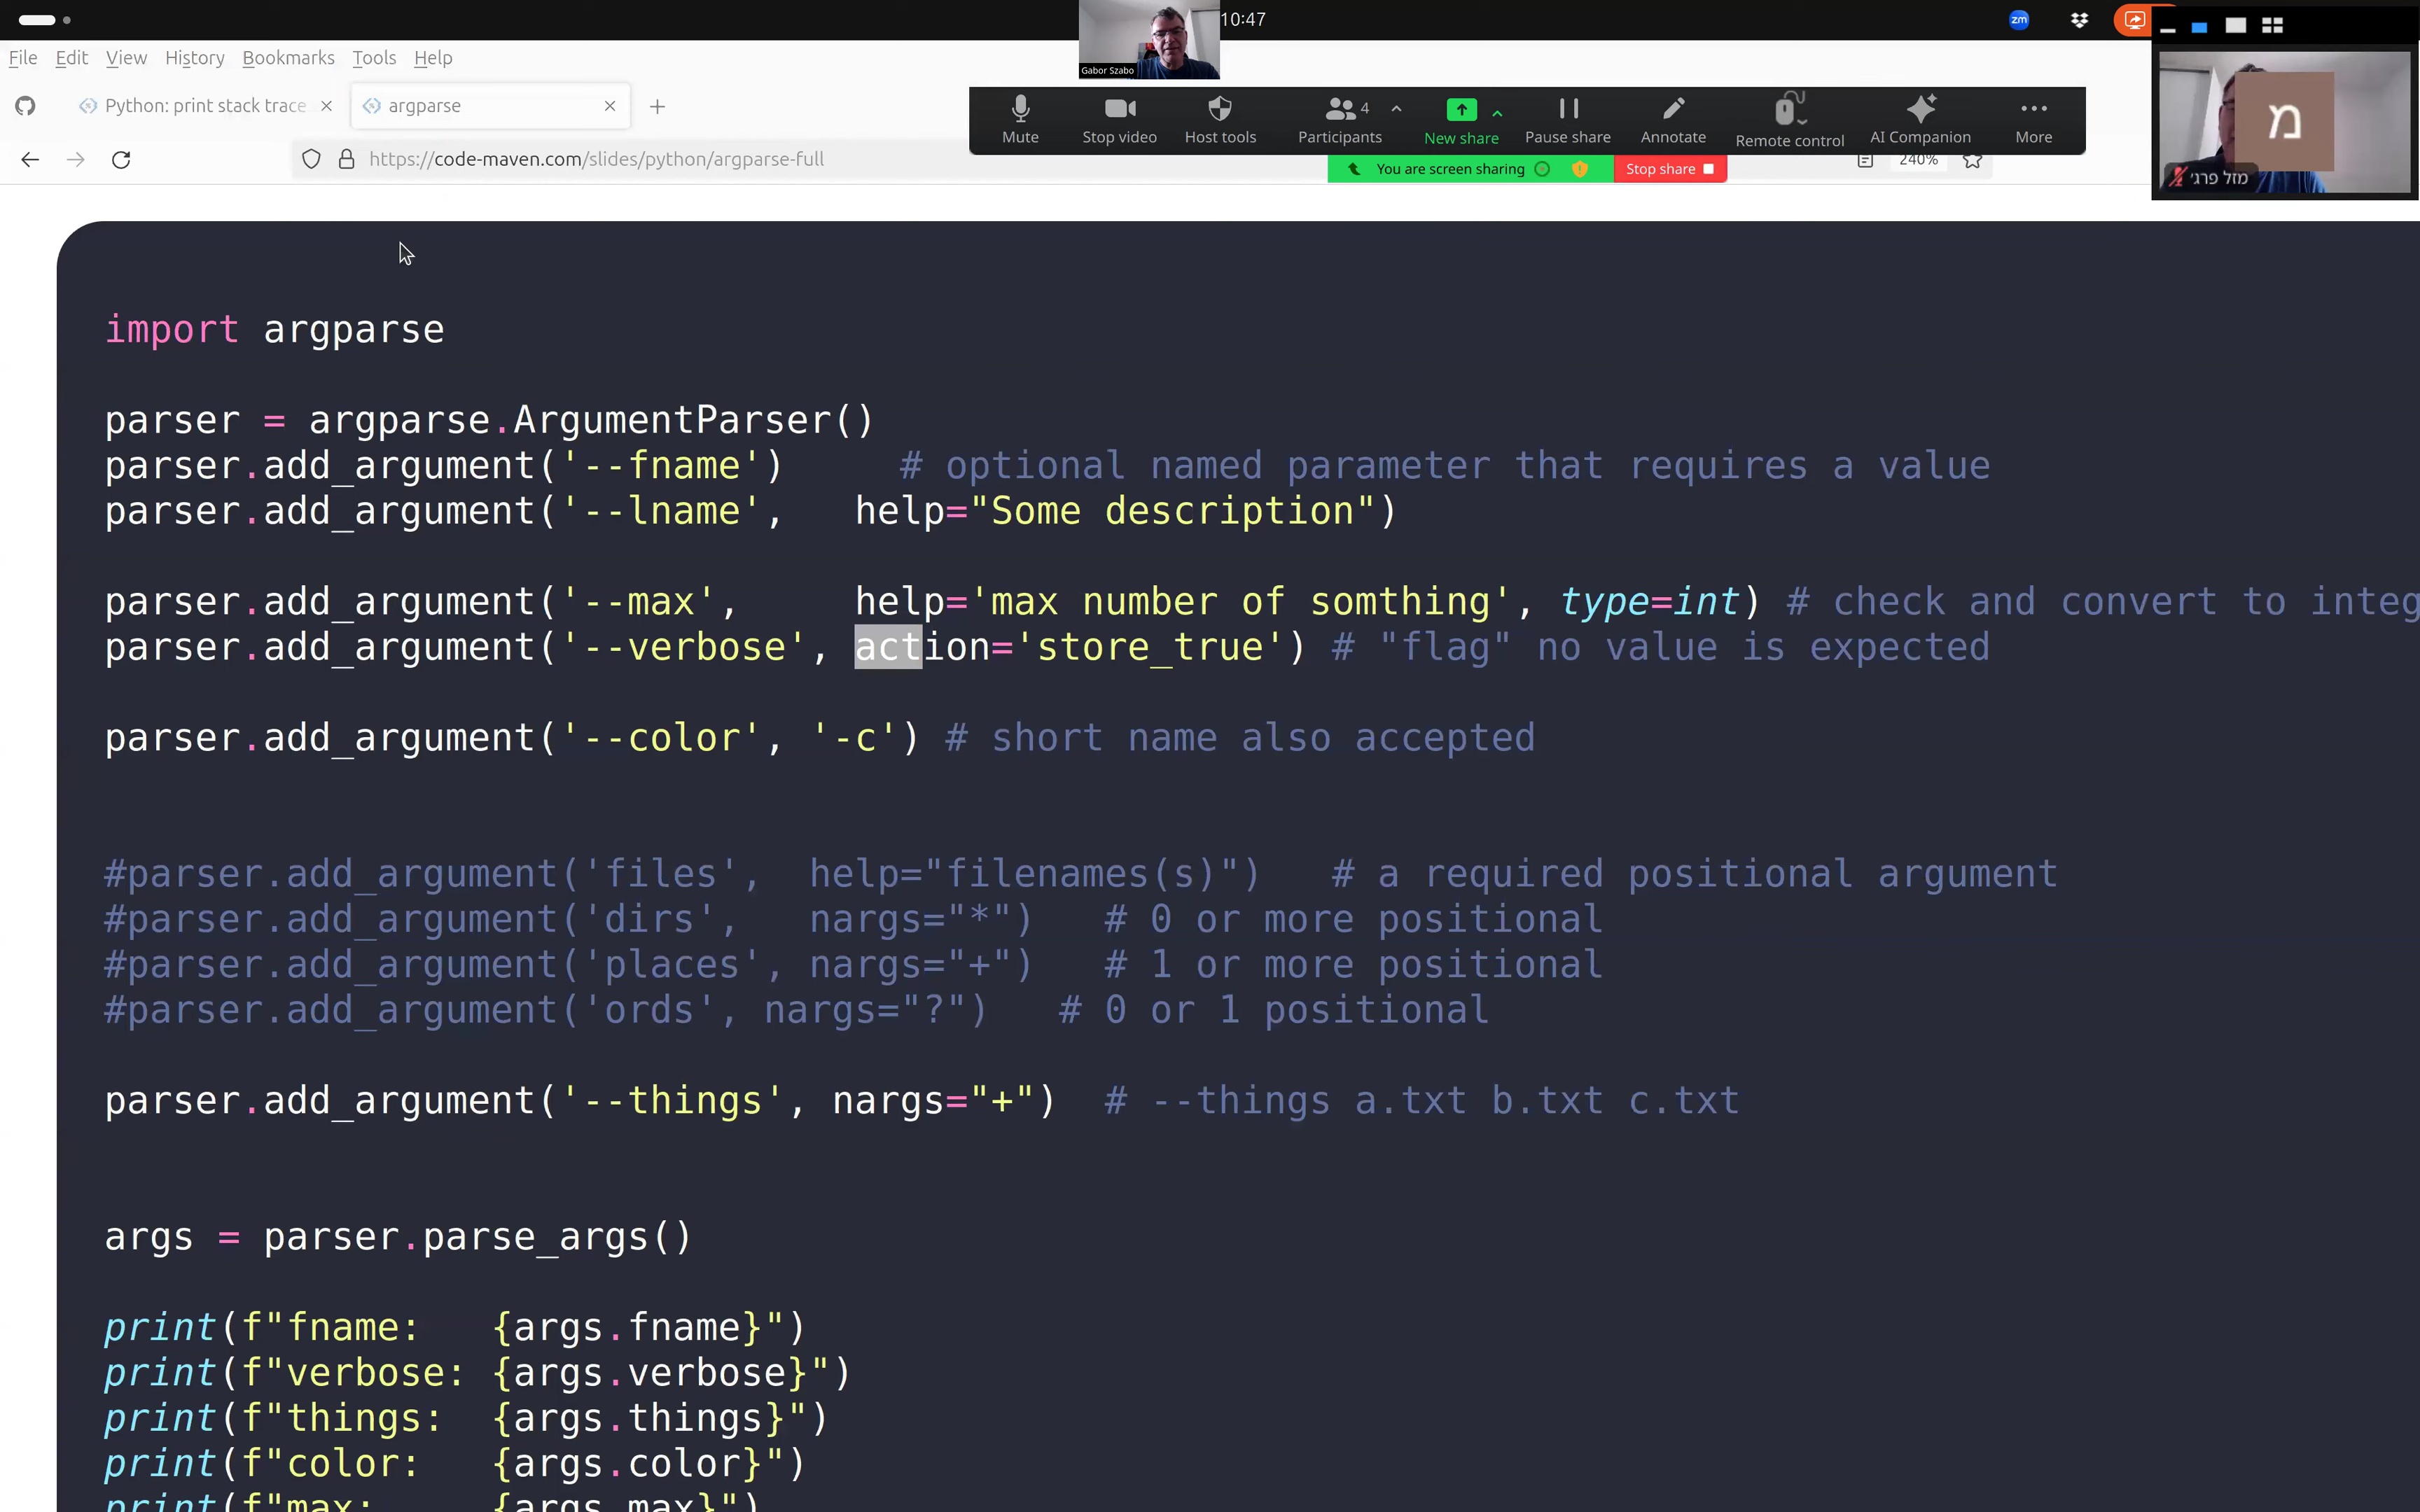 10:47
zm
Gabor Szabo
File Edit View History Bookmarks Tools Help
Python: print stack trace
argparse
Mute
Stop video
Host tools
4
Participants
New share
Pause share
Annotate
Remote control
AI Companion
More
מ
מזל פרג'
https://code-maven.com/slides/python/argparse-full
You are screen sharing
Stop share
240%
import argparse
parser = argparse.ArgumentParser()
parser.add_argument('--fname')     # optional named parameter that requires a value
parser.add_argument('--lname',     help="Some description")
parser.add_argument('--max',     help='max number of somthing', type=int) # check and convert to integ
parser.add_argument('--verbose', action='store_true') # "flag" no value is expected
parser.add_argument('--color', '-c') # short name also accepted
#parser.add_argument('files',  help="filenames(s)")   # a required positional argument
#parser.add_argument('dirs',   nargs="*")   # 0 or more positional
#parser.add_argument('places', nargs="+")   # 1 or more positional
#parser.add_argument('ords', nargs="?")   # 0 or 1 positional
parser.add_argument('--things', nargs="+")  # --things a.txt b.txt c.txt
args = parser.parse_args()
print(f"fname:   {args.fname}")
print(f"verbose: {args.verbose}")
print(f"things:  {args.things}")
print(f"color:   {args.color}")
print(f"max:     {args.max}")